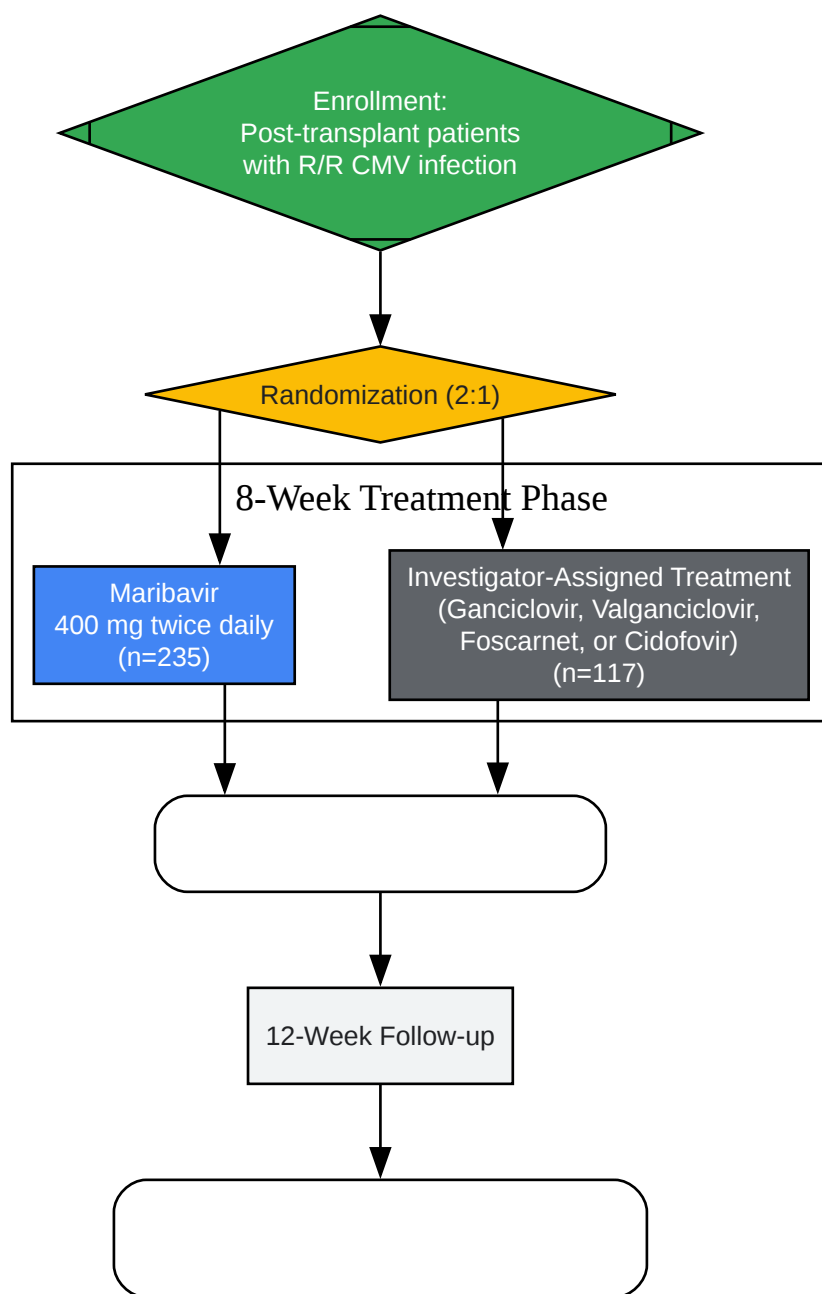 Enrollment:
Post-transplant patients
with R/R CMV infection
Randomization (2:1)
8-Week Treatment Phase
Maribavir
400 mg twice daily
(n=235)
Investigator-Assigned Treatment
(Ganciclovir, Valganciclovir,
Foscarnet, or Cidofovir)
(n=117)
12-Week Follow-up